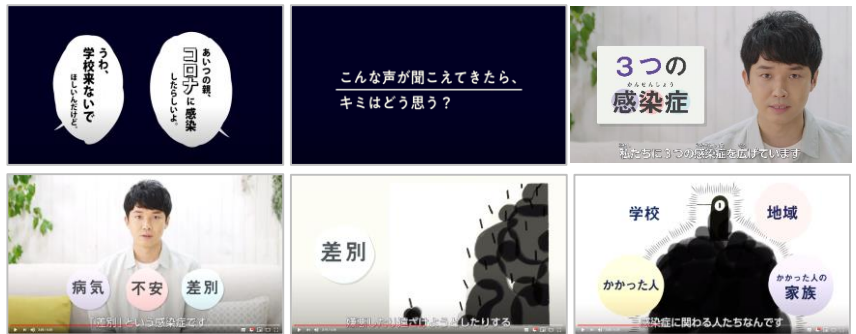 あいつの親、
コロナに感染
したらしいよ。
うわ、
学校来ないで
ほしいんだけど。
こんな声が聞こえてきたら、
キミはどう思う？
3つの
かんせんしょう
感染症
私たちに3つの感染症を広げています
病気
不安
差別
「差別」という感染症です
差別
学校
地域
かかった人
かかった人の
家族
感染症に関わる人たちなんです